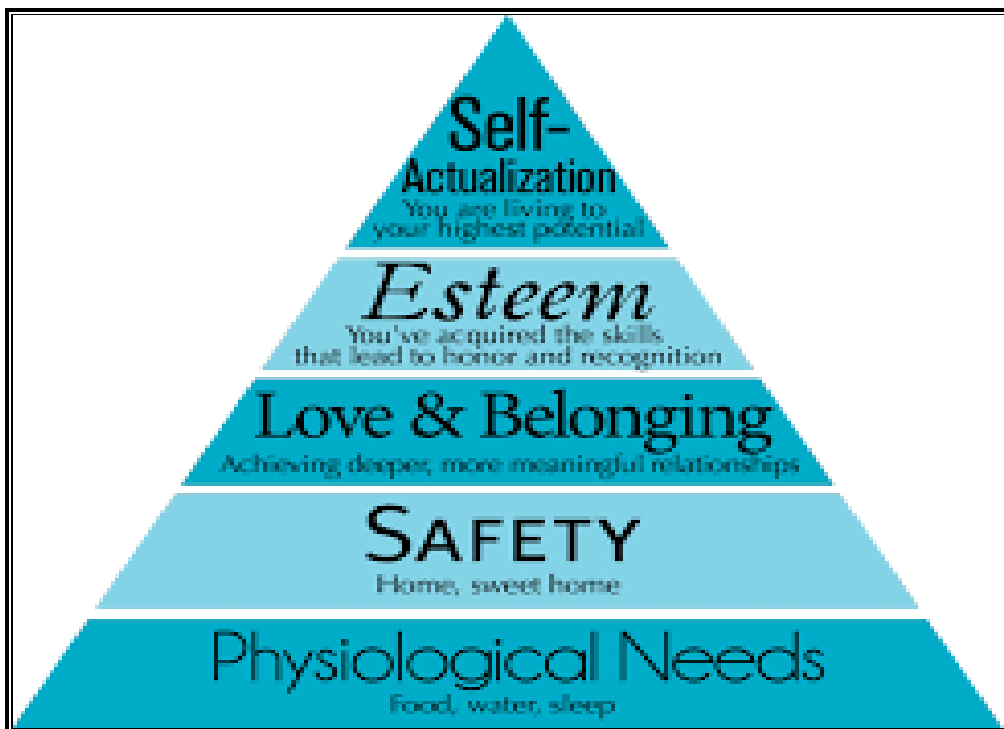 Self-
Actualization
You are living to
your highest potential
Esteem
You've acquired the skills
that lead to honor and recognition
Love & Belonging
Achieving deeper, more meaningful relationships
SAFETY
Home, sweet home
Physiological Needs
Food, water, sleep